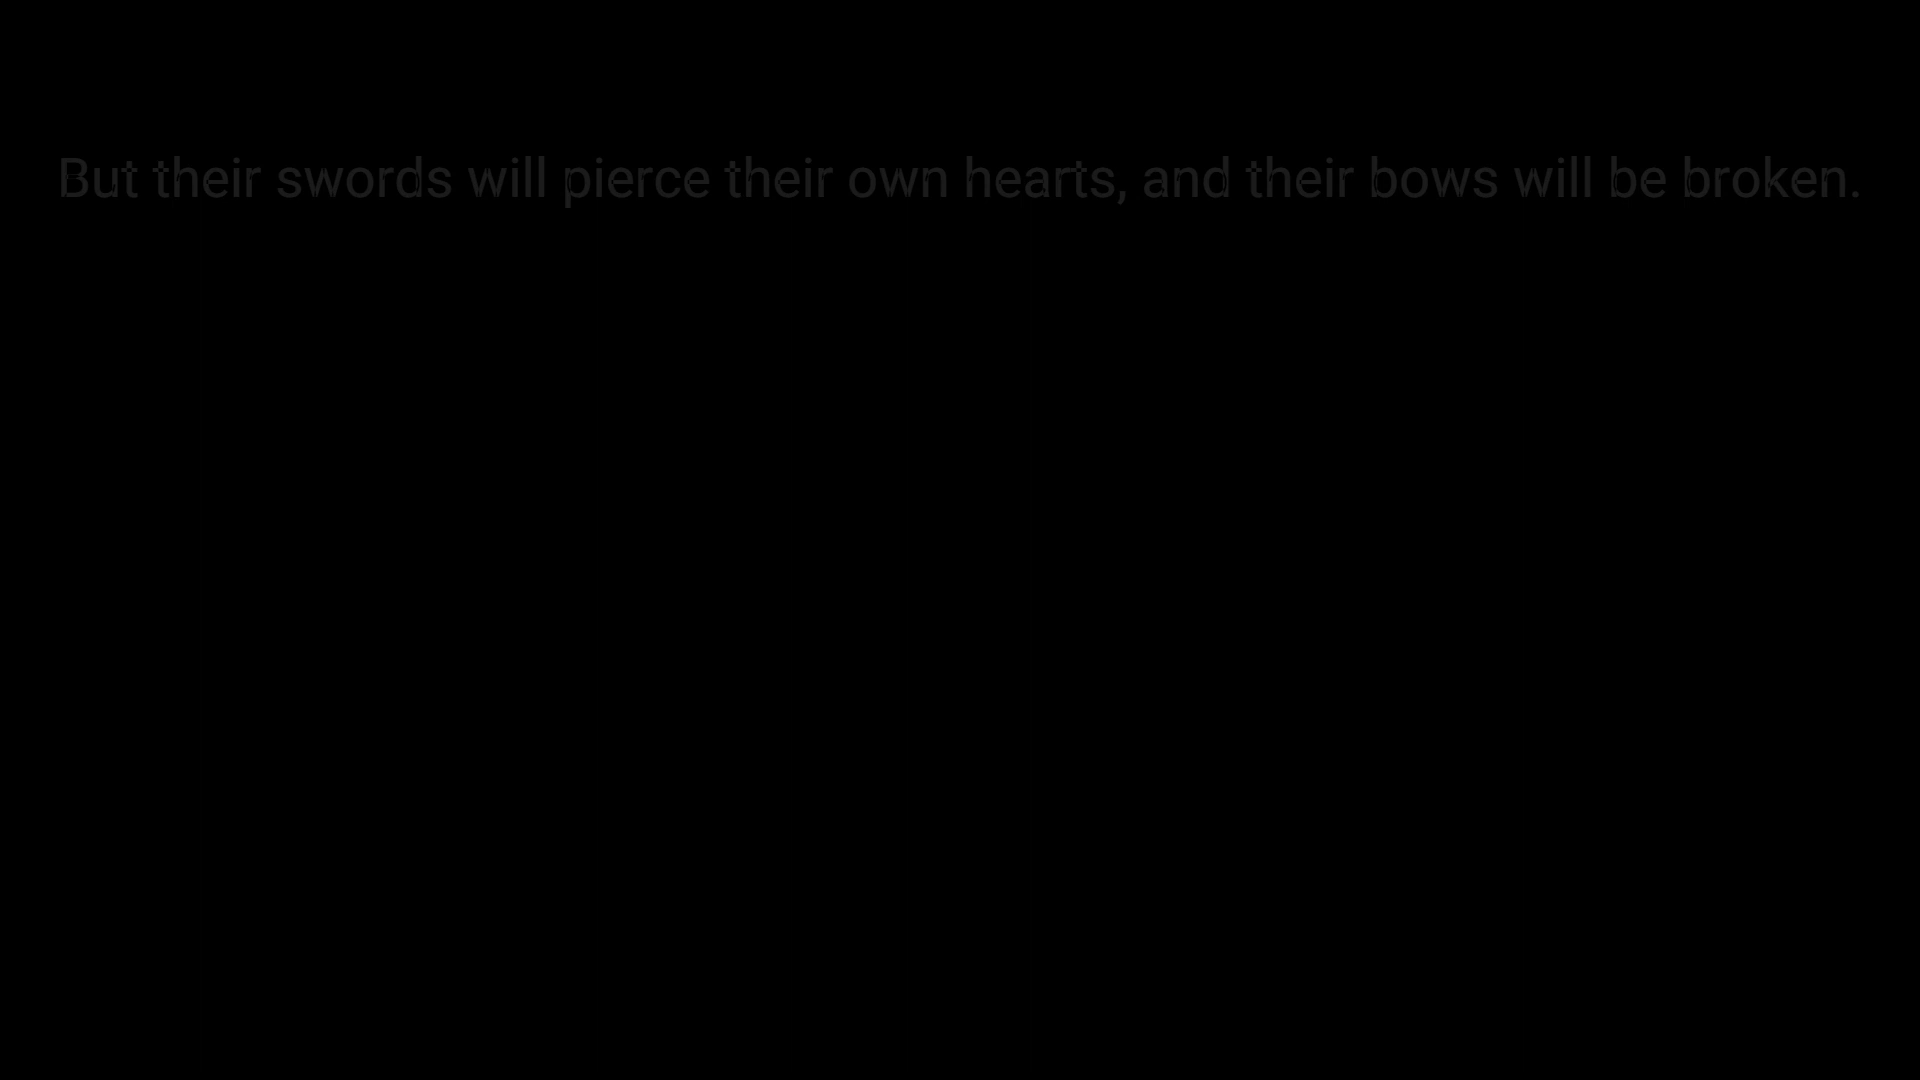 But their swords will pierce their own hearts, and their bows will be broken.